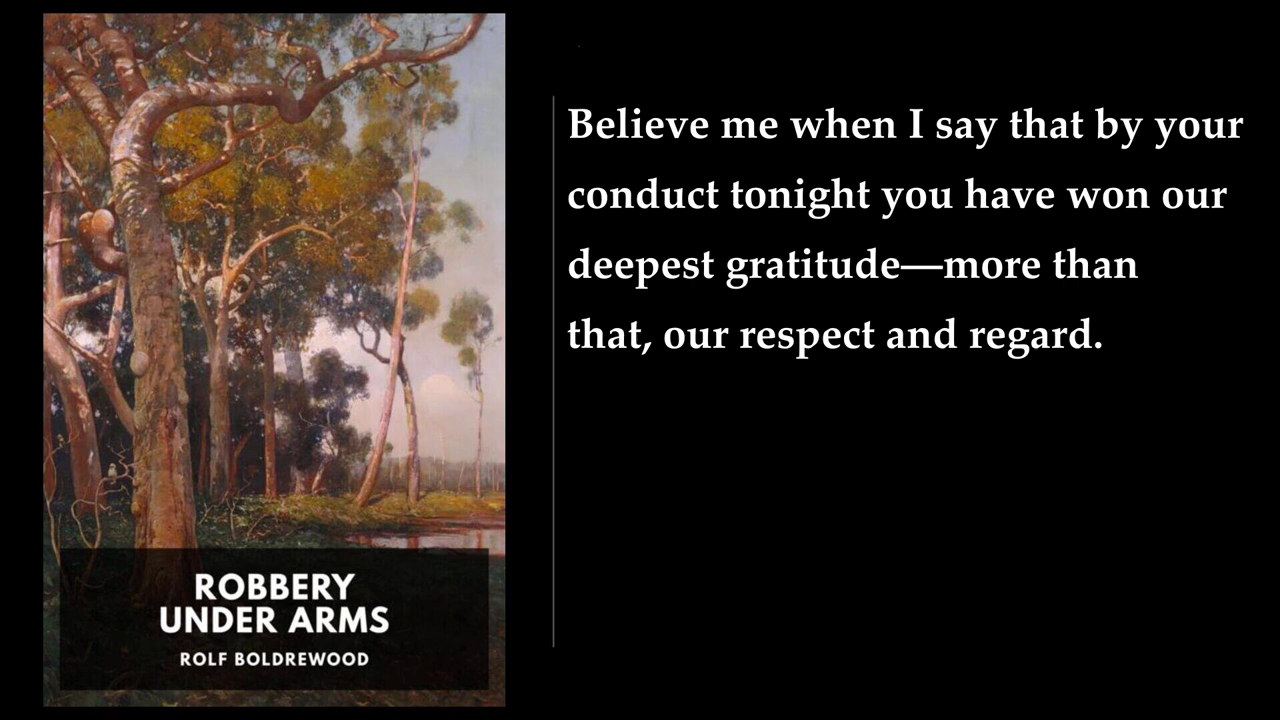 ROBBERY
UNDER ARMS
ROLF BOLDREWOOD
Believe me when I say that by your
conduct tonight you have won our
deepest gratitude—more than
that, our respect and regard.